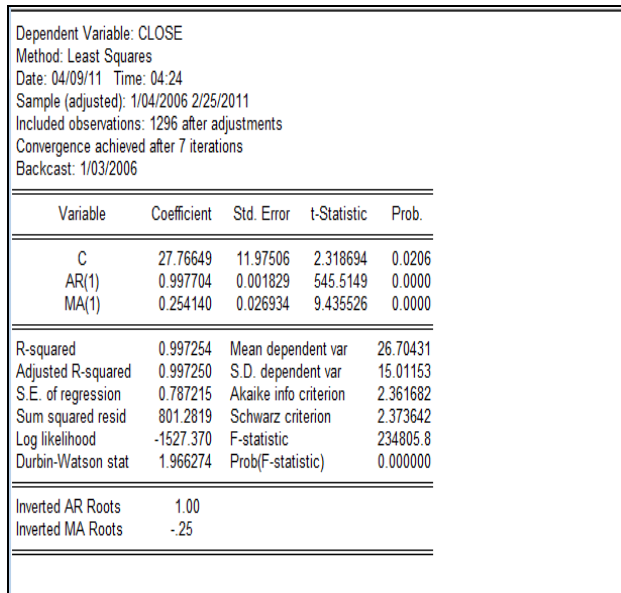 Dependent Variable: CLOSE
Method: Least Squares
Date: 04/09/11 Time: 04:24
Sample (adjusted): 1/04/2006 2/25/2011
Included observations: 1296 after adjustments
Convergence achieved after 7 iterations
Backcast: 1/03/2006
Variable Coefficient Std. Error t-Statistic Prob.
C 27.76649 11.97506 2.318694 0.0206
AR(1) 0.997704 0.001829 545.5149 0.0000
MA(1) 0.254140 0.026934 9.435526 0.0000
R-squared 0.997254 Mean dependent var 26.70431
Adjusted R-squared 0.997250 S.D. dependent var 15.01153
S.E. of regression 0.787215 Akaike info criterion 2.361682
Sum squared resid 801.2819 Schwarz criterion 2.373642
Log likelihood -1527.370 F-statistic 234805.8
Durbin-Watson stat 1.966274 Prob(F-statistic) 0.000000
Inverted AR Roots 1.00
Inverted MA Roots -.25